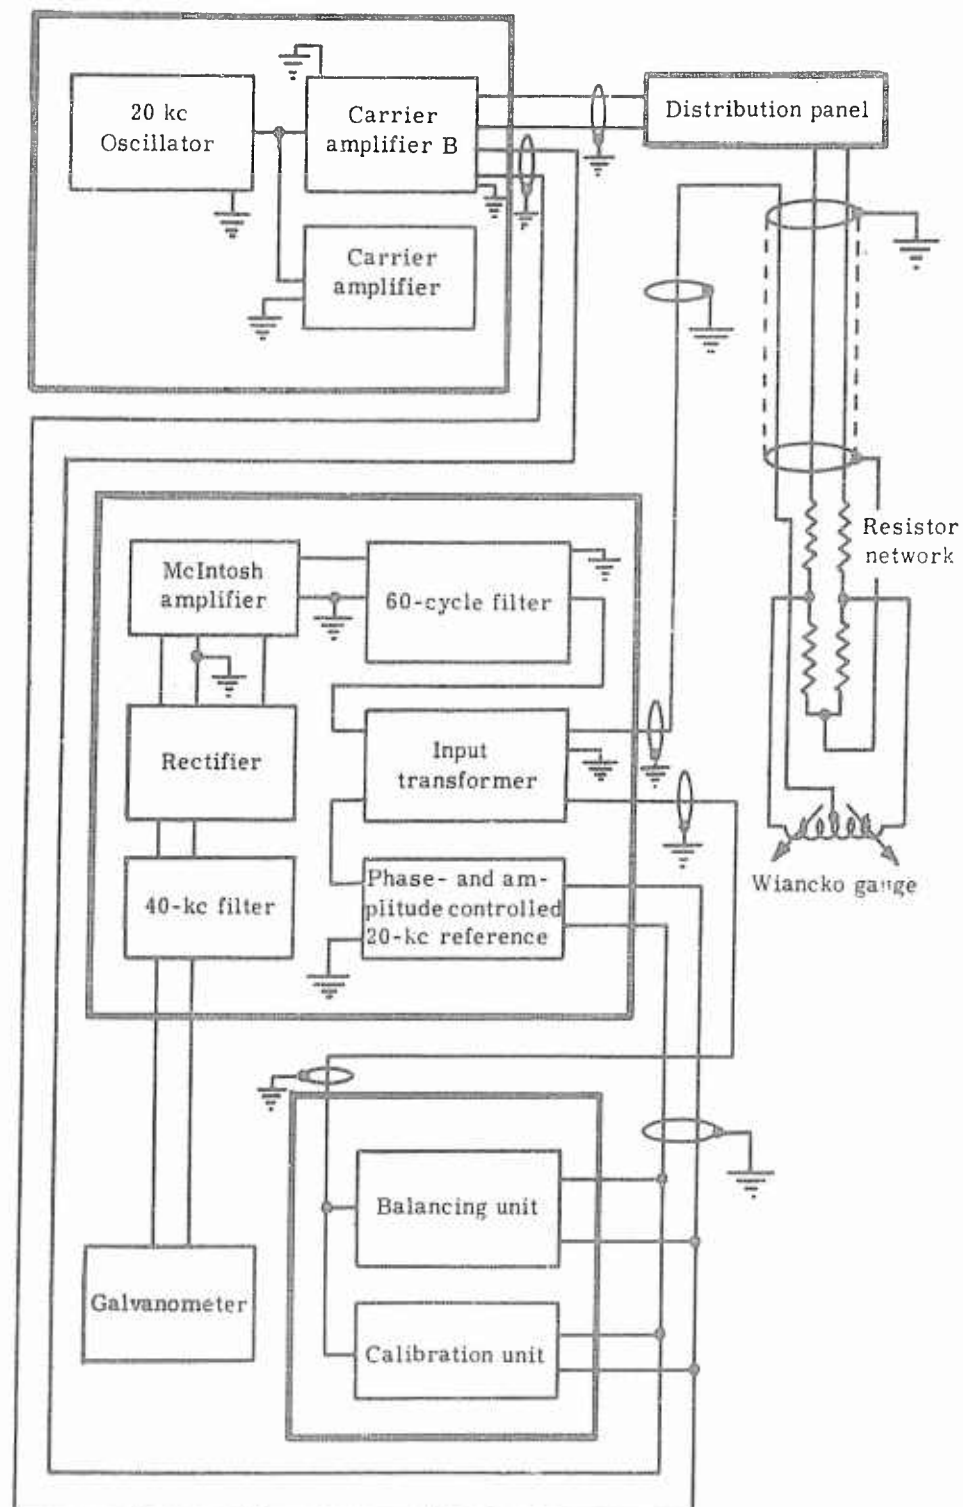 20 kc
Oscillator
Carrier
amplifier B
Distribution panel
Carrier
amplifier
Resistor
network
McIntosh
amplifier
60-cycle filter
Rectifier
Input
transformer
Wiancko gauge
40-kc filter
Phase- and am-
plitude controlled
20-kc reference
Balancing unit
Galvanometer
Calibration unit